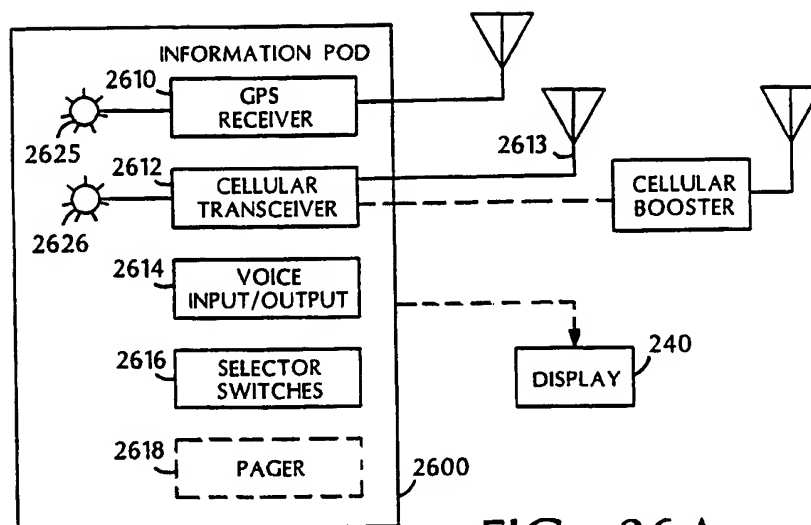 INFORMATION POD
2610
GPS
RECEIVER
2625
2612
CELLULAR
TRANSCEIVER
2613
CELLULAR
BOOSTER
2626
2614
VOICE
INPUT/OUTPUT
2616
SELECTOR
SWITCHES
240
DISPLAY
2618
PAGER
2600
FIG. 26A